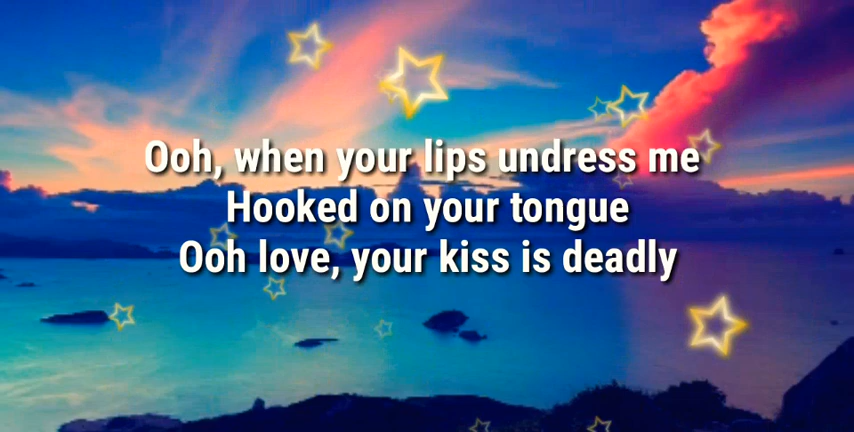 Ooh, when your lips undress me
Hooked on your tongue
Ooh love, your kiss is deadly